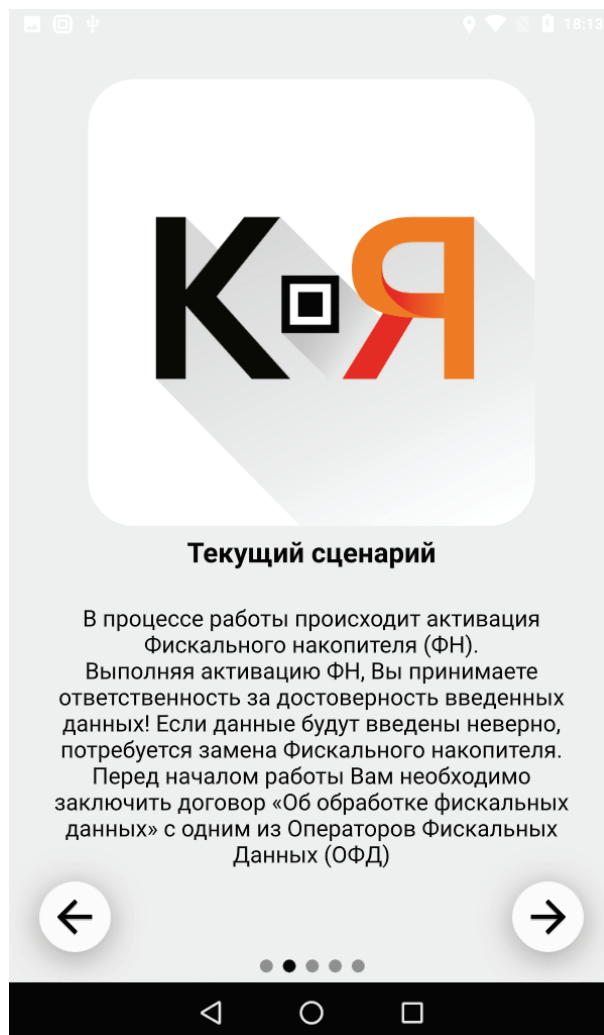 18:13
К Я
Текущий сценарий
В процессе работы происходит активация
Фискального накопителя (ФН).
Выполняя активацию ФН, Вы принимаете
ответственность за достоверность введенных
данных! Если данные будут введены неверно,
потребуется замена Фискального накопителя.
Перед началом работы Вам необходимо
заключить договор «Об обработке фискальных
данных» с одним из Операторов Фискальных
Данных (ОФД)